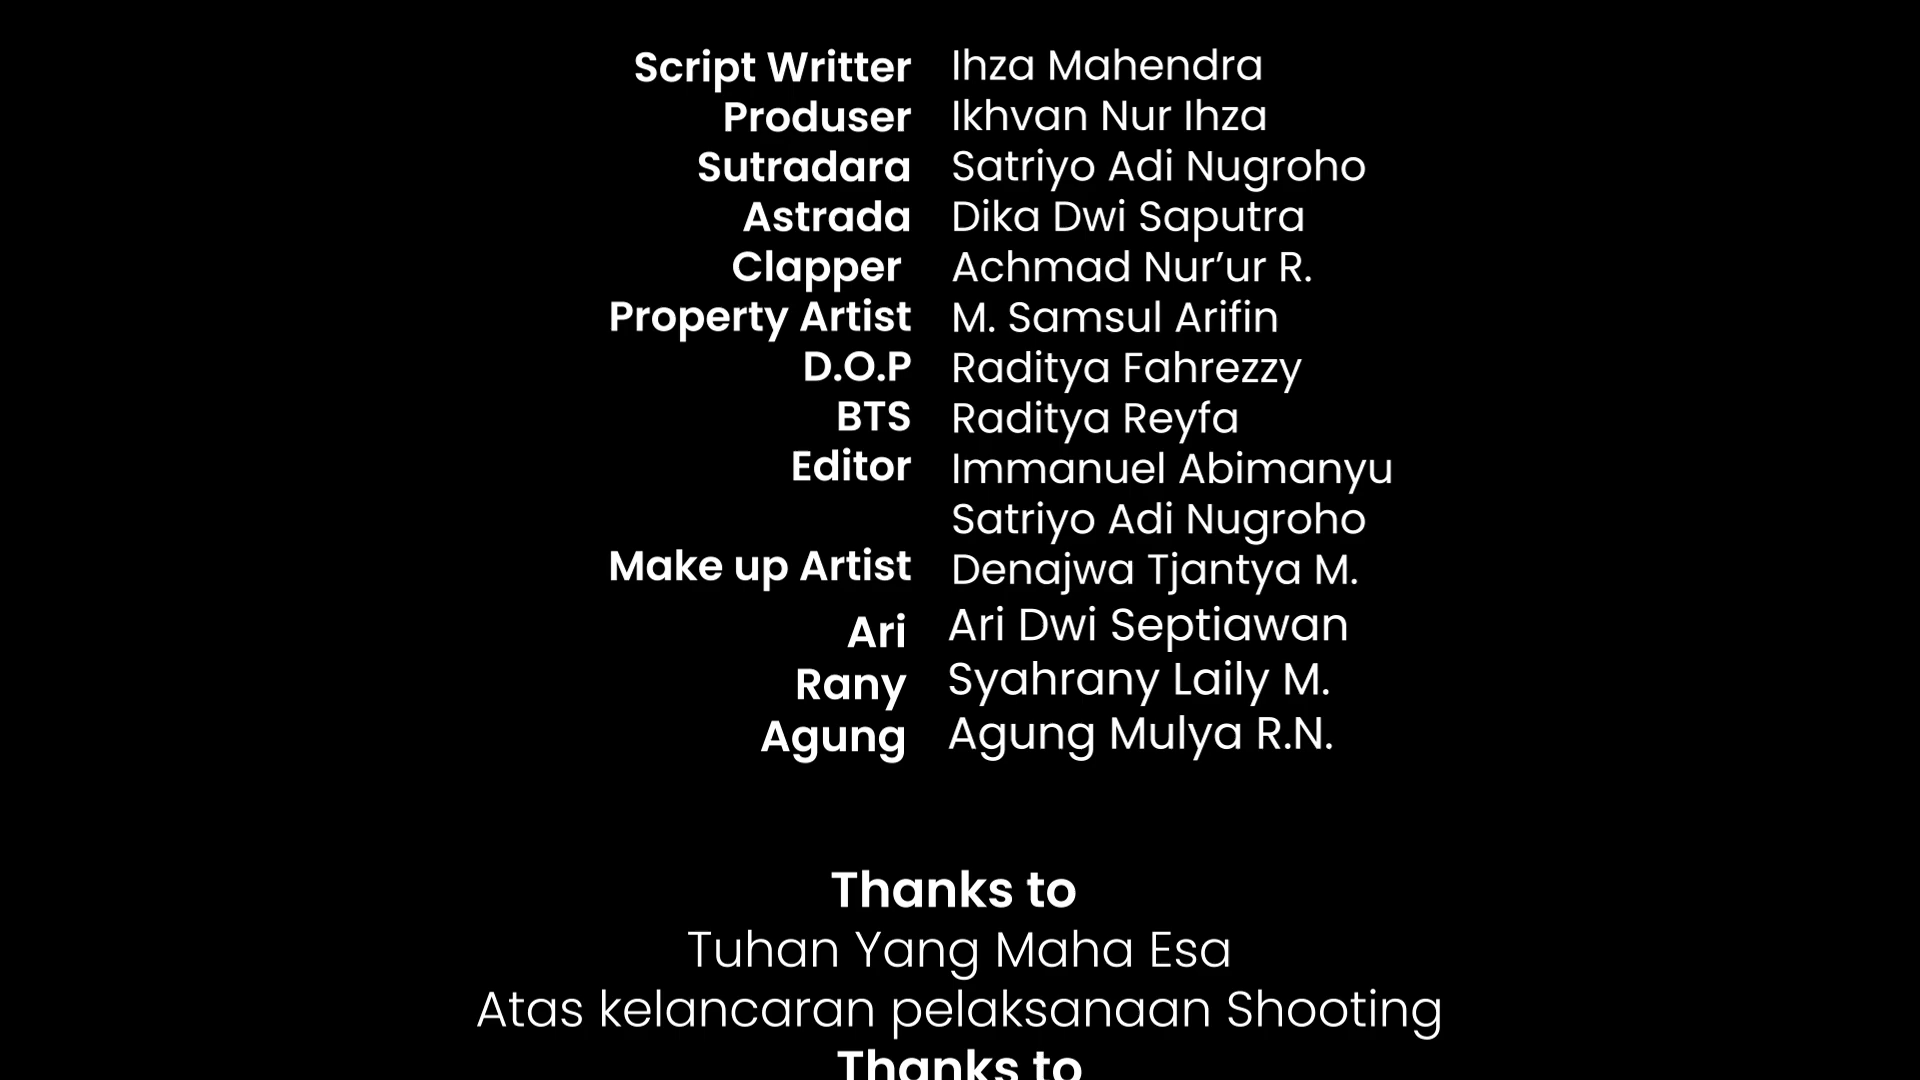 Script Writter Ihza Mahendra
Produser Ikhvan Nur Ihza
Sutradara Satriyo Adi Nugroho
Astrada Dika Dwi Saputra
Clapper Achmad Nur’ur R.
Property Artist M. Samsul Arifin
D.O.P Raditya Fahrezzy
BTS Raditya Reyfa
Editor Immanuel Abimanyu
Satriyo Adi Nugroho
Make up Artist Denajwa Tjantya M.
Ari Ari Dwi Septiawan
Rany Syahrany Laily M.
Agung Agung Mulya R.N.
Thanks to
Tuhan Yang Maha Esa
Atas kelancaran pelaksanaan Shooting
Thanks to